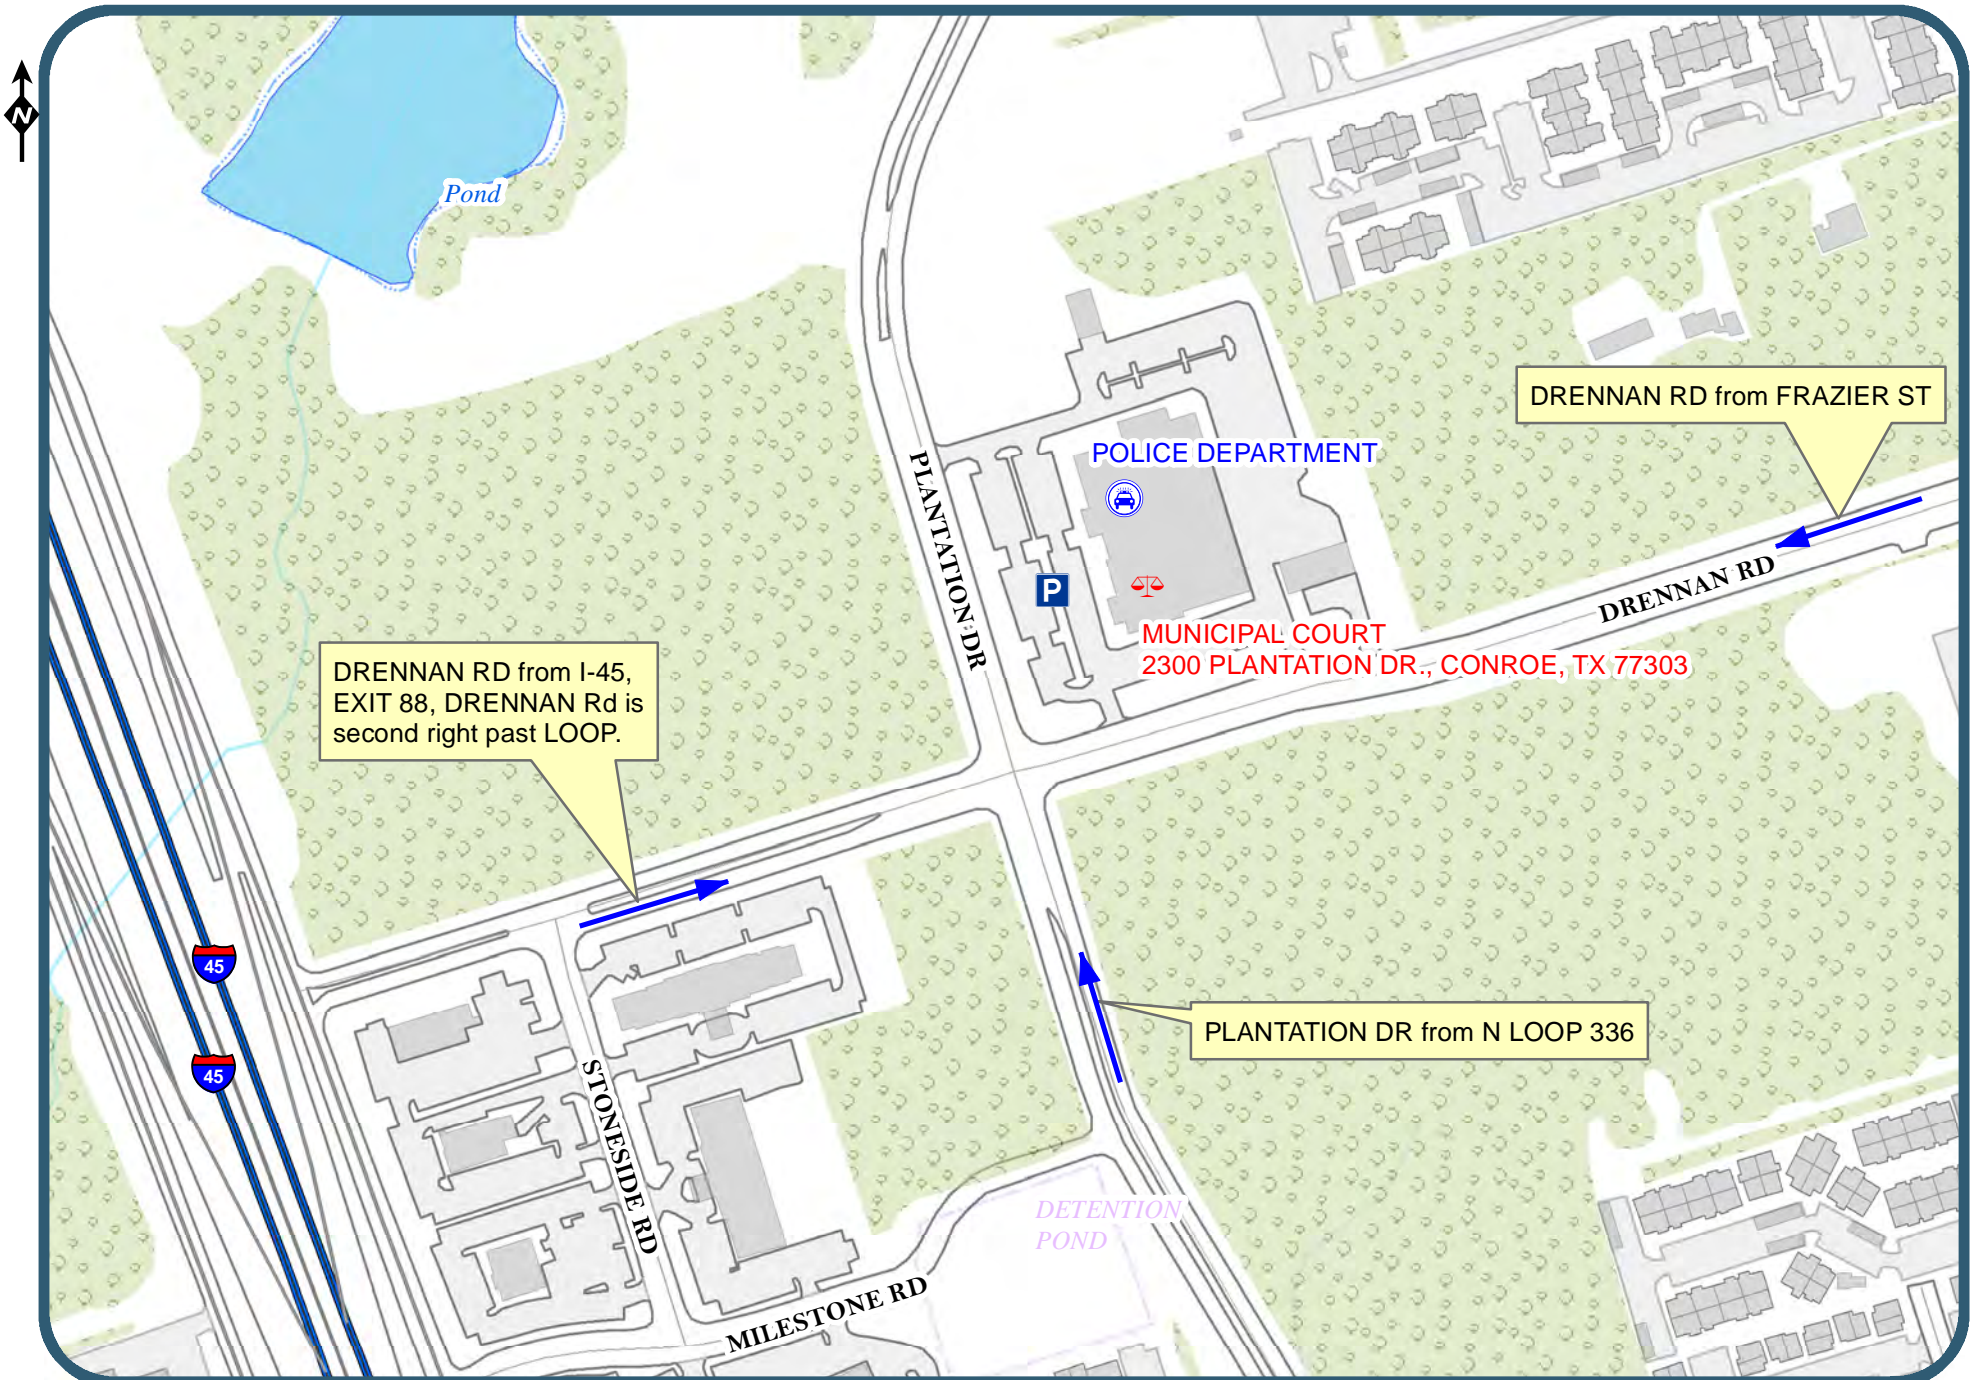 N
Pond
DRENNAN RD from FRAZIER ST
POLICE DEPARTMENT
PLANTATION DR
P
DRENNAN RD
MUNICIPAL COURT
2300 PLANTATION DR., CONROE, TX 77303
DRENNAN RD from I-45,
EXIT 88, DRENNAN Rd is
second right past LOOP.
45
PLANTATION DR from N LOOP 336
45
STONESIDE RD
DETENTION
POND
MILESTONE RD